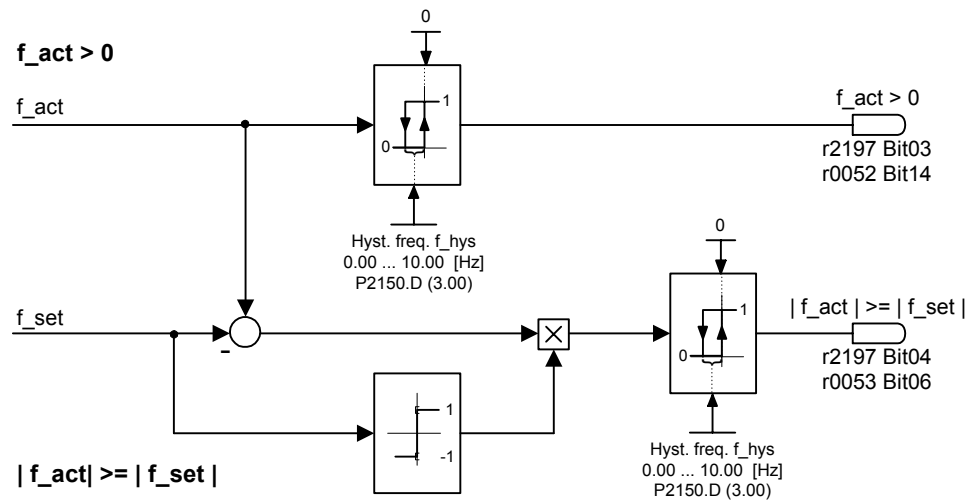 0
f_act > 0
f_act
1
0
f_act > 0
r2197 Bit03
r0052 Bit14
Hyst. freq. f_hys
0.00 ... 10.00 [Hz]
P2150.D (3.00)
0
f_set
-
1
0
| f_act | >= | f_set |
r2197 Bit04
r0053 Bit06
1
-1
Hyst. freq. f_hys
0.00 ... 10.00 [Hz]
P2150.D (3.00)
| f_act| >= | f_set |